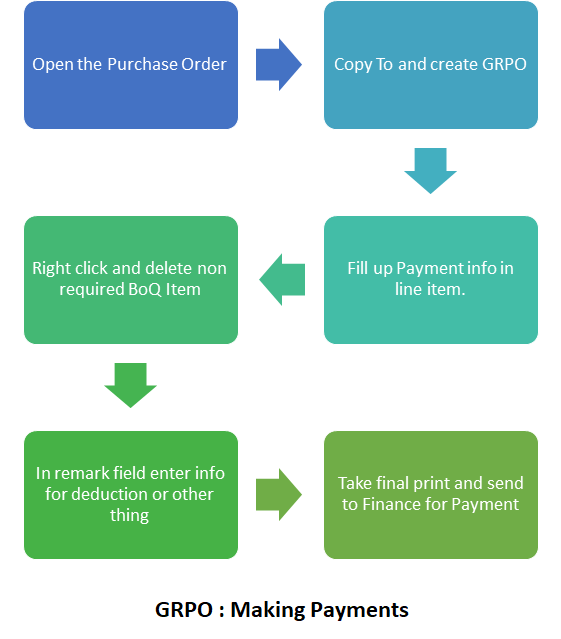 Open the Purchase Order
Copy To and create GRPO
Fill up Payment info in
line item.
Right click and delete non
required BoQ Item
In remark field enter info
for deduction or other
thing
Take final print and send
to Finance for Payment
GRPO : Making Payments